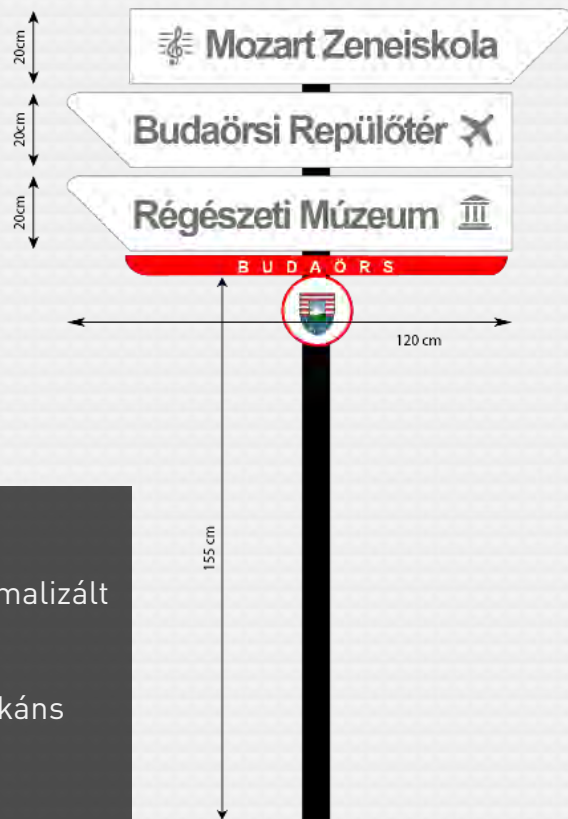 20cm
Mozart Zeneiskola
20cm
Budaörsi Repülőtér
20cm
Régészeti Múzeum
BUDAÖRS
120 cm
155 cm
malizált
káns